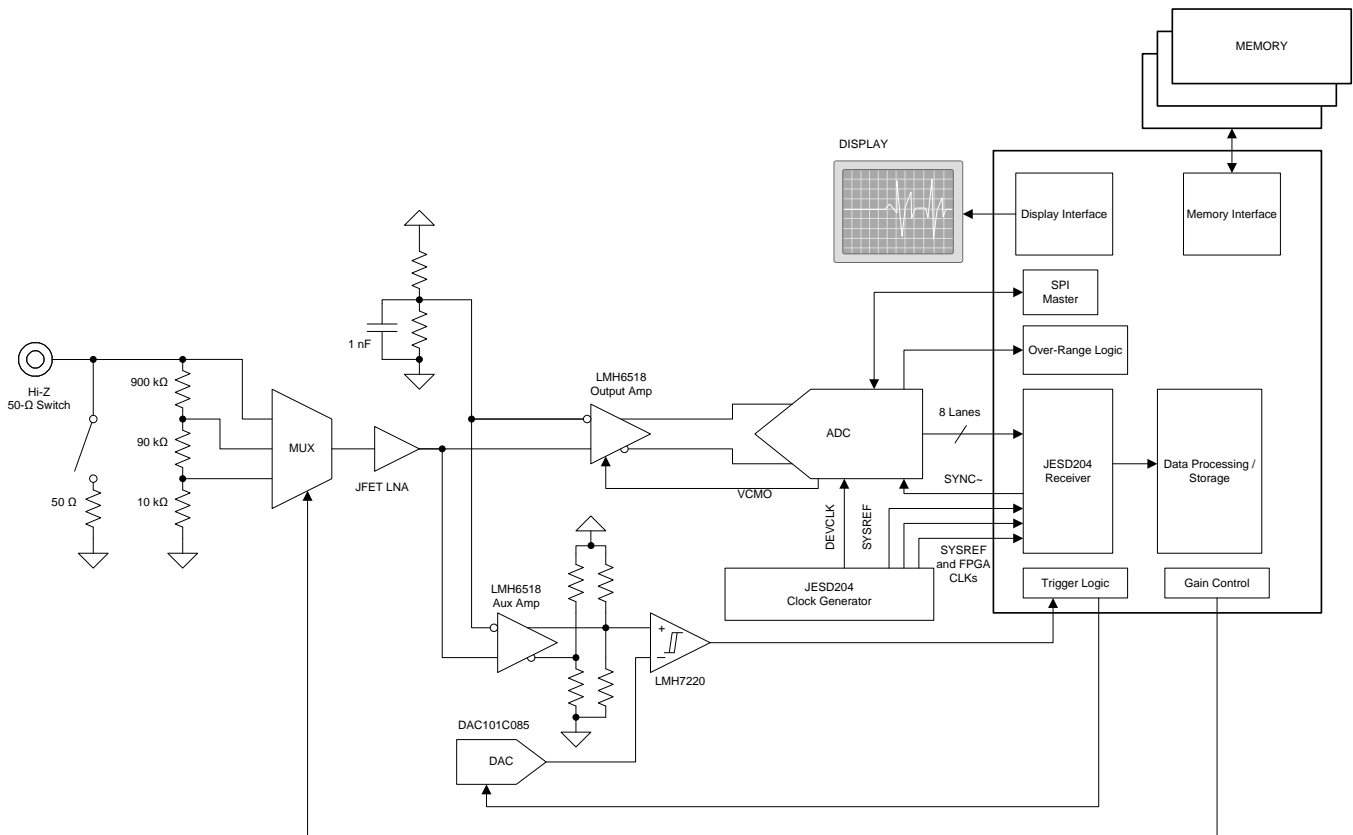 MEMORY
DISPLAY
Display Interface
Memory Interface
SPI
Master
1 nF
Over-Range Logic
Hi-Z
50-Ω Switch
900 kΩ
90 kΩ
10 kΩ
50 Ω
MUX
JFET LNA
LMH6518
Output Amp
ADC
8 Lanes
VCMO
SYNC~
JESD204
Receiver
Data Processing /
Storage
DEVCLK
SYSREF
SYSREF
and FPGA
CLKs
JESD204
Clock Generator
Trigger Logic
Gain Control
LMH6518
Aux Amp
+
–
LMH7220
DAC101C085
DAC